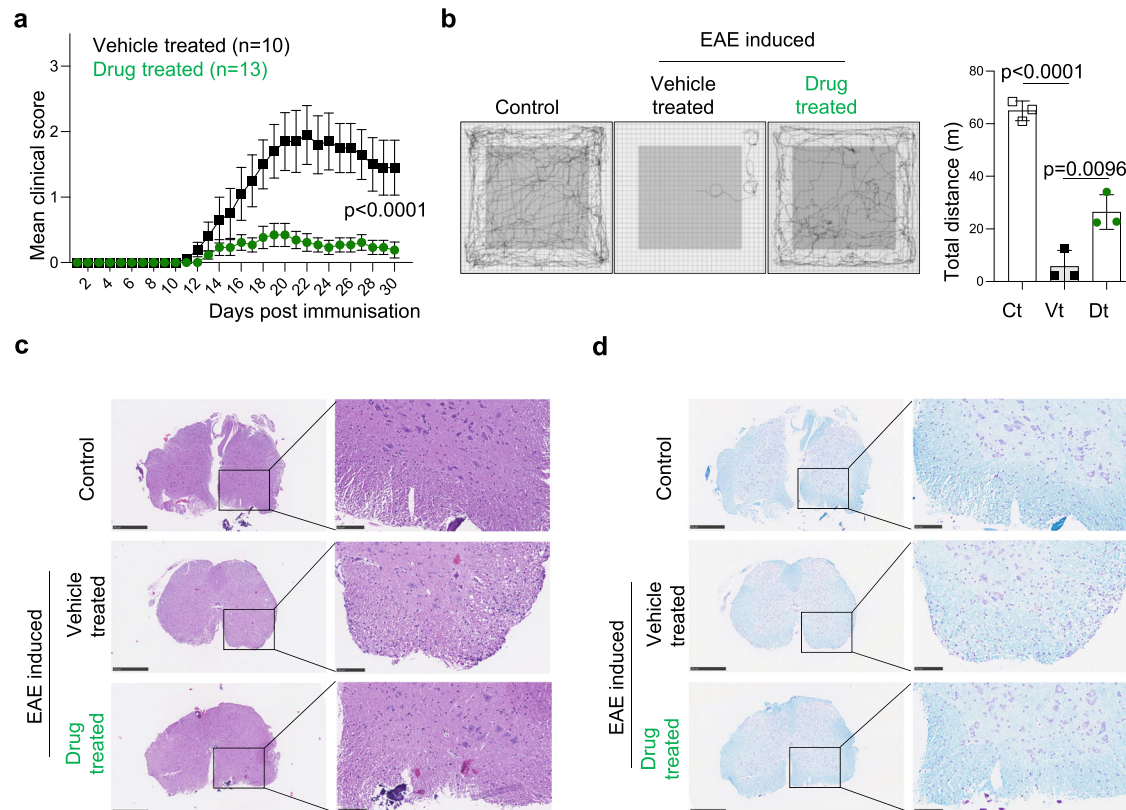 a
Vehicle treated (n=10)
Drug treated (n=13)
Mean clinical score
3
2
1
0
p<0.0001
2 4 6 8 10 12 14 16 18 20 22 24 26 28 30
Days post immunisation
b
EAE induced
Control
Vehicle
treated
Drug
treated
Total distance (m)
80
60
40
20
0
p<0.0001
p=0.0096
Ct Vt Dt
c
Control
EAE induced
Vehicle
treated
Drug
treated
d
Control
EAE induced
Vehicle
treated
Drug
treated